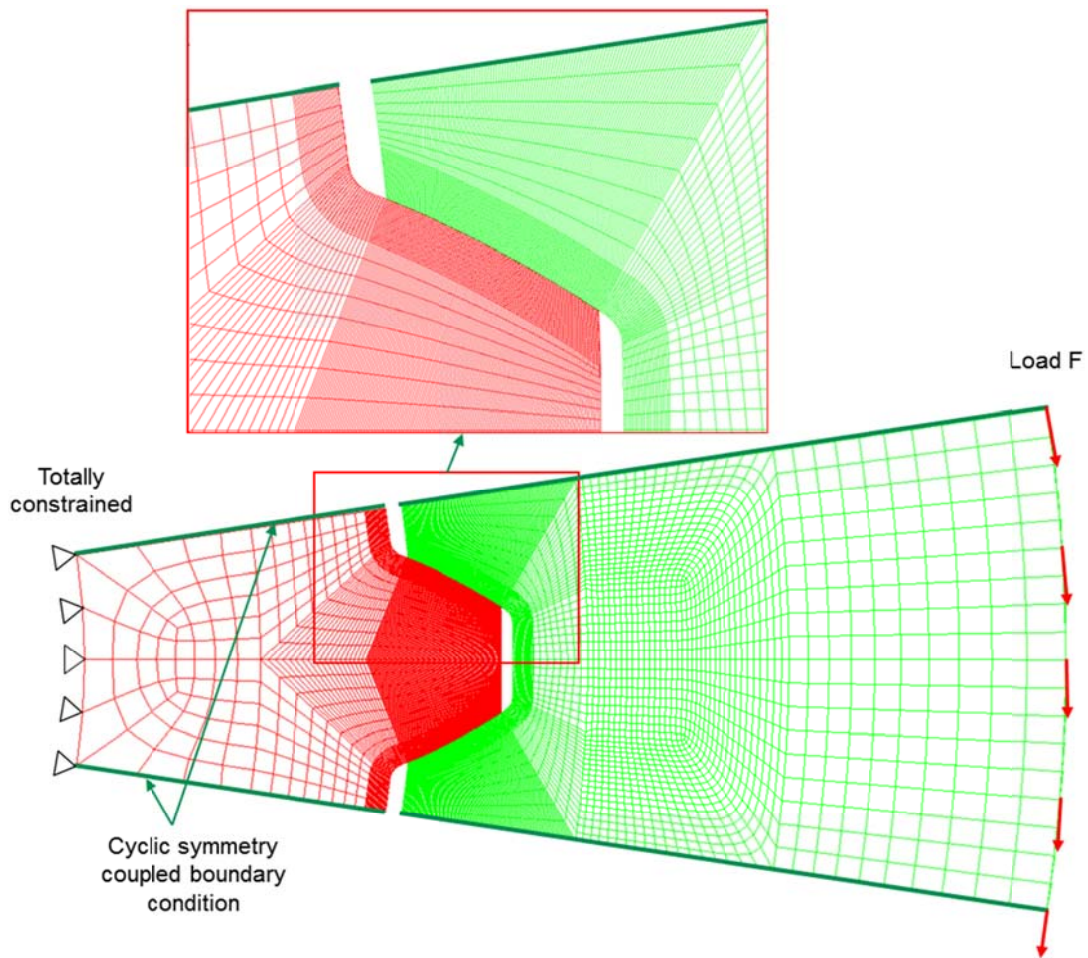 Load F
Totally
constrained
Cyclic symmetry
coupled boundary
condition